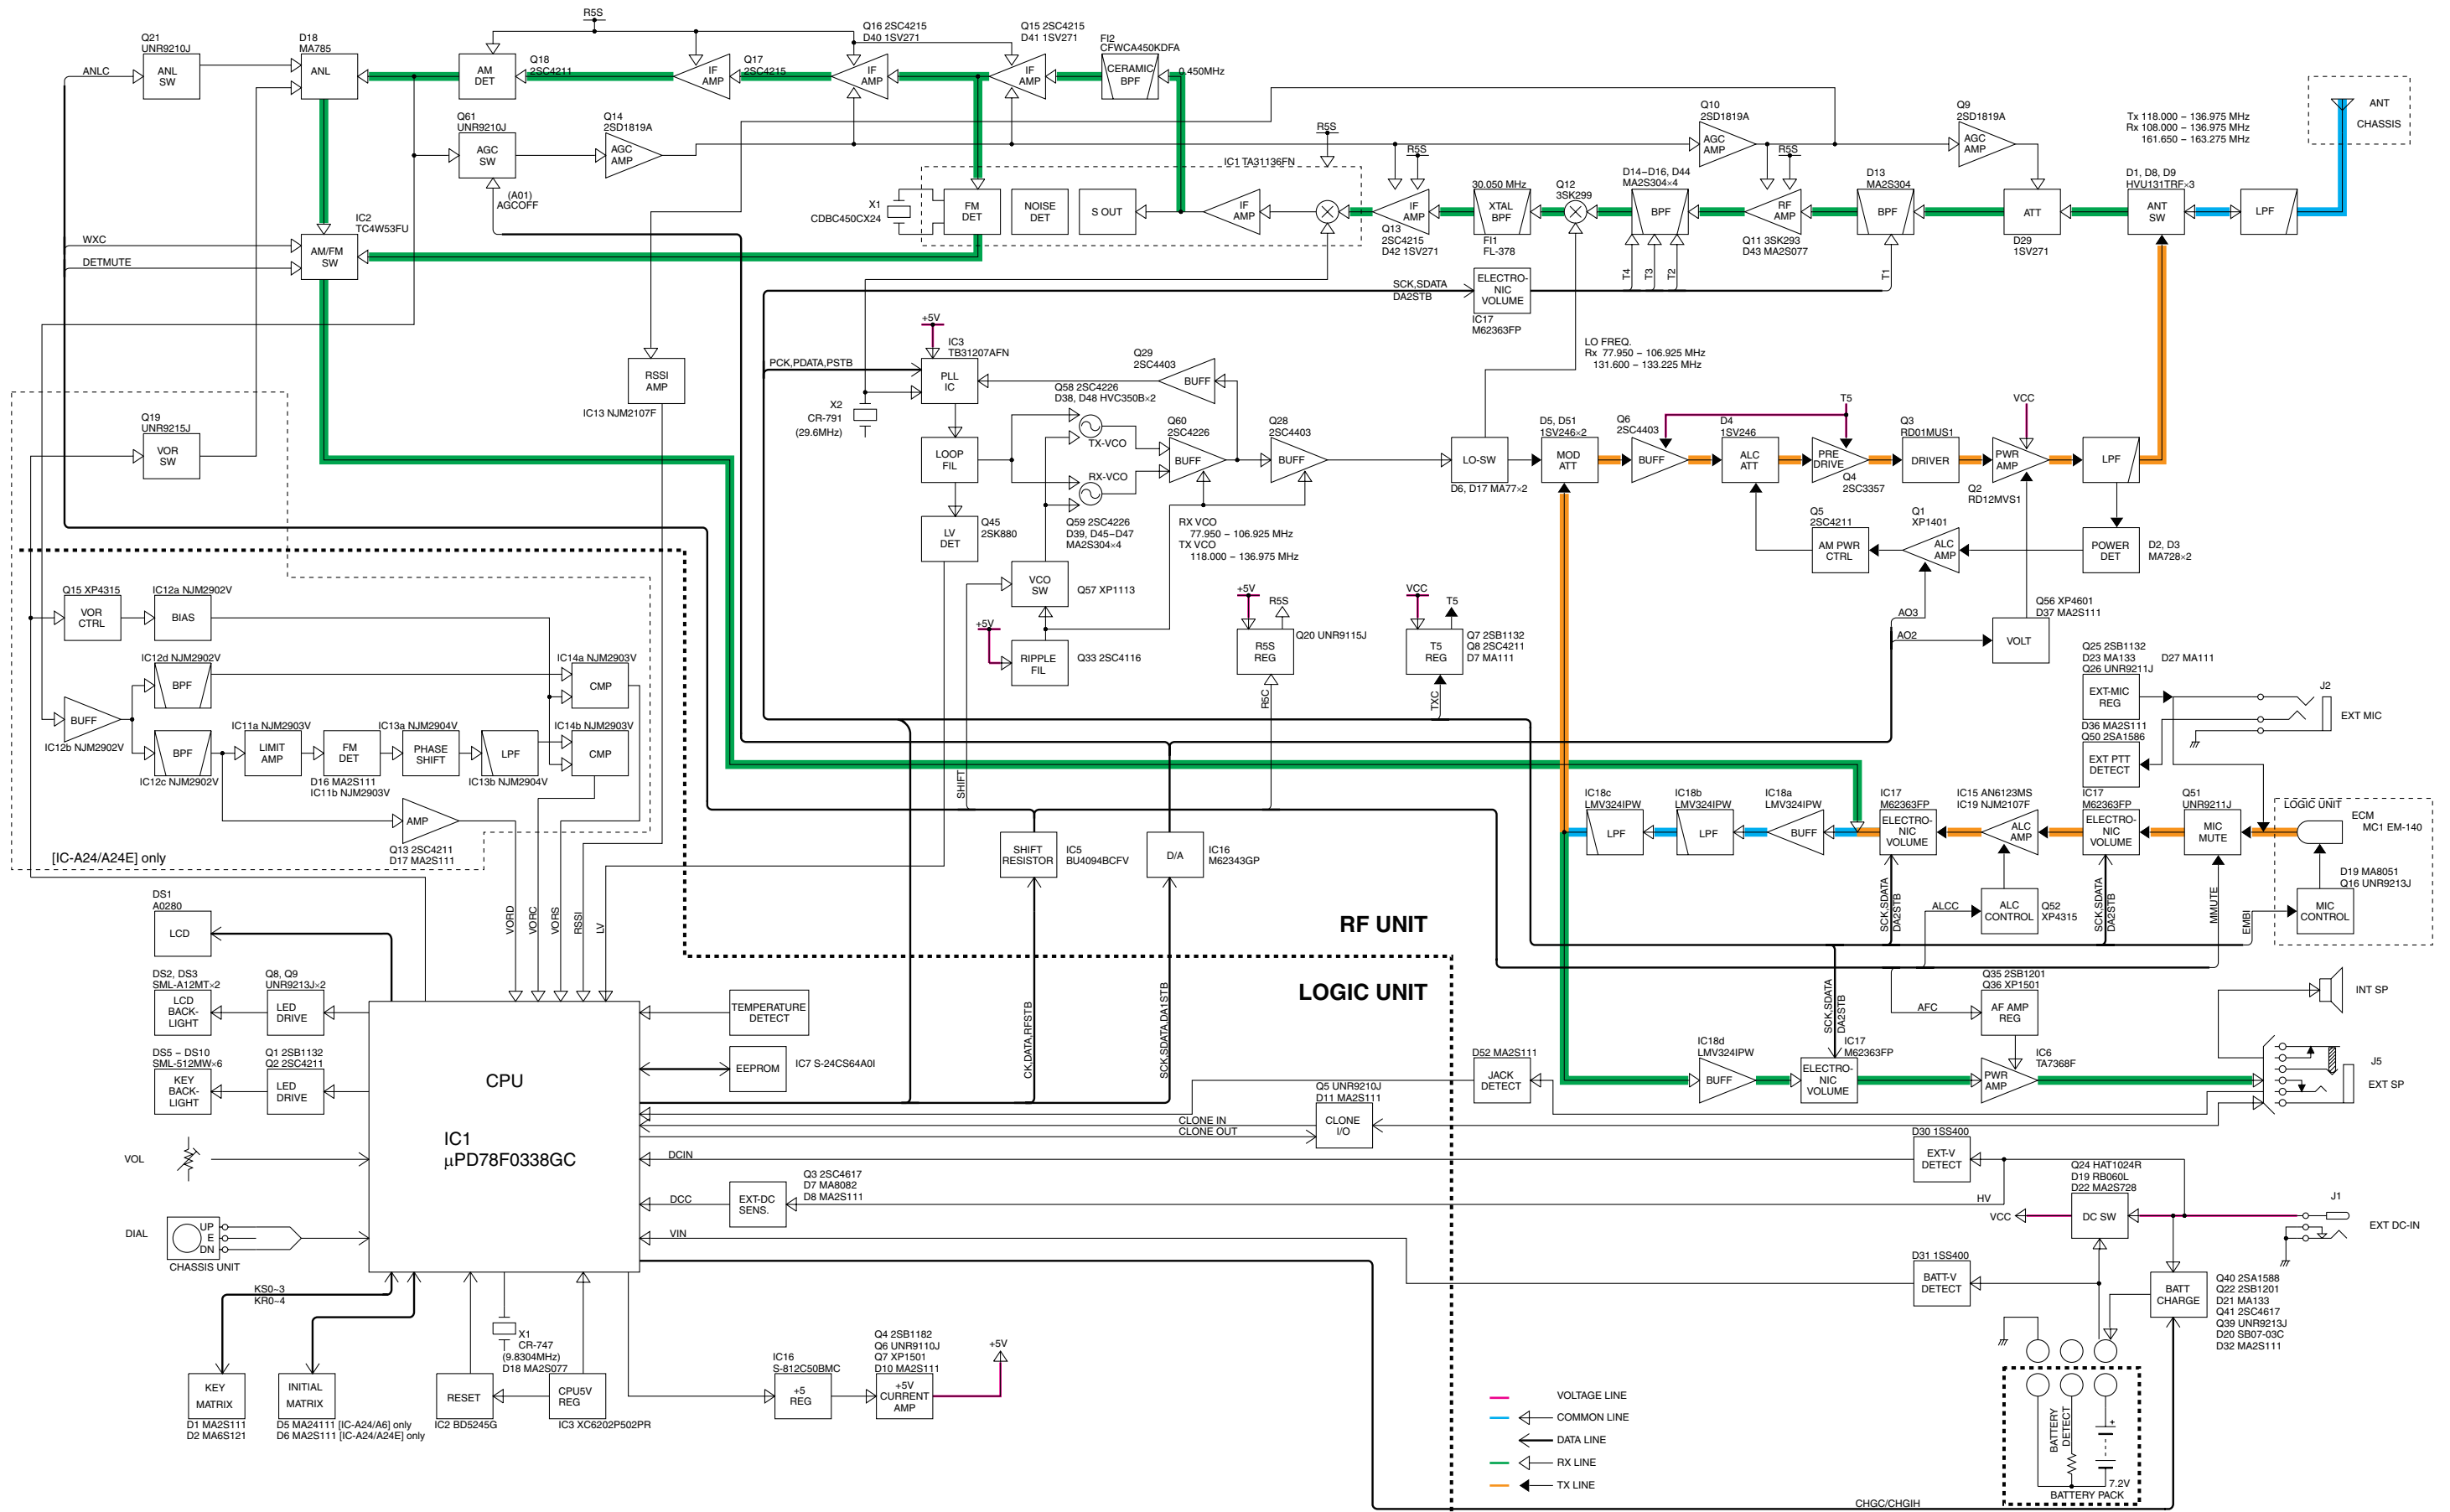 R5S
Q21
UNR9210J
ANL
SW
ANLC
D18
MA785
ANL
AM
DET
Q18
2SC4211
IF
AMP
Q17
2SC4215
Q16 2SC4215
D40 1SV271
IF
AMP
Q15 2SC4215
D41 1SV271
IF
AMP
FI2
CFWCA450KDFA
CERAMIC
BPF
0.450MHz
Q61
UNR9210J
AGC
SW
(A01)
AGCOFF
Q14
2SD1819A
AGC
AMP
R5S
R5S
R5S
Q10
2SD1819A
AGC
AMP
Q9
2SD1819A
AGC
AMP
Tx 118.000 – 136.975 MHz
Rx 108.000 – 136.975 MHz
161.650 – 163.275 MHz
ANT
CHASSIS
IC1 TA31136FN
X1
CDBC450CX24
FM
DET
NOISE
DET
S OUT
IF
AMP
IF
AMP
Q13
2SC4215
D42 1SV271
30.050 MHz
XTAL
BPF
FI1
FL-378
Q12
3SK299
D14–D16, D44
MA2S304×4
BPF
RF
AMP
Q11 3SK293
D43 MA2S077
D13
MA2S304
BPF
ATT
D29
1SV271
D1, D8, D9
HVU131TRF×3
ANT
SW
LPF
T4
T3
T2
T1
IC2
TC4W53FU
AM/FM
SW
WXC
DETMUTE
SCK,SDATA
DA2STB
ELECTRO-
NIC
VOLUME
IC17
M62363FP
LO FREQ.
Rx 77.950 – 106.925 MHz
131.600 – 133.225 MHz
RSSI
AMP
IC13 NJM2107F
PCK,PDATA,PSTB
+5V
IC3
TB31207AFN
PLL
IC
X2
CR-791
(29.6MHz)
Q29
2SC4403
BUFF
Q58 2SC4226
D38, D48 HVC350B×2
TX-VCO
RX-VCO
Q59 2SC4226
D39, D45–D47
MA2S304×4
LOOP
FIL
LV
DET
Q45
2SK880
Q60
2SC4226
BUFF
Q28
2SC4403
BUFF
RX VCO
77.950 – 106.925 MHz
TX VCO
118.000 – 136.975 MHz
VCO
SW
Q57 XP1113
+5V
RIPPLE
FIL
Q33 2SC4116
LO-SW
D6, D17 MA77×2
D5, D51
1SV246×2
MOD
ATT
Q6
2SC4403
BUFF
D4
1SV246
ALC
ATT
T5
PRE
DRIVE
Q4
2SC3357
Q3
RD01MUS1
DRIVER
VCC
PWR
AMP
Q2
RD12MVS1
LPF
Q5
2SC4211
AM PWR
CTRL
Q1
XP1401
ALC
AMP
POWER
DET
D2, D3
MA728×2
AO3
AO2
Q56 XP4601
D37 MA2S111
VOLT
+5V
R5S
R5S
REG
Q20 UNR9115J
R5C
VCC
T5
T5
REG
Q7 2SB1132
Q8 2SC4211
D7 MA111
TXC
Q25 2SB1132
D23 MA133
Q26 UNR9211J
D27 MA111
EXT-MIC
REG
D36 MA2S111
Q50 2SA1586
EXT PTT
DETECT
J2
EXT MIC
Q19
UNR9215J
VOR
SW
Q15 XP4315
VOR
CTRL
IC12a NJM2902V
BIAS
IC12d NJM2902V
BPF
BUFF
IC12b NJM2902V
BPF
IC12c NJM2902V
IC11a NJM2903V
LIMIT
AMP
FM
DET
D16 MA2S111
IC11b NJM2903V
IC13a NJM2904V
PHASE
SHIFT
LPF
IC13b NJM2904V
IC14a NJM2903V
CMP
IC14b NJM2903V
CMP
AMP
Q13 2SC4211
D17 MA2S111
[IC-A24/A24E] only
SHIFT
SHIFT
RESISTOR
IC5
BU4094BCFV
D/A
IC16
M62343GP
IC18c
LMV324IPW
LPF
IC18b
LMV324IPW
LPF
IC18a
LMV324IPW
BUFF
IC17
M62363FP
ELECTRO-
NIC
VOLUME
IC15 AN6123MS
IC19 NJM2107F
ALC
AMP
IC17
M62363FP
ELECTRO-
NIC
VOLUME
Q51
UNR9211J
MIC
MUTE
LOGIC UNIT
ECM
MC1 EM-140
D19 MA8051
Q16 UNR9213J
MIC
CONTROL
SCK,SDATA
DA2STB
ALCC
ALC
CONTROL
Q52
XP4315
SCK,SDATA
DA2STB
MMUTE
EMBI
RF UNIT
LOGIC UNIT
VORD
VORC
VORS
RSSI
LV
DS1
A0280
LCD
DS2, DS3
SML-A12MT×2
LCD
BACK-
LIGHT
Q8, Q9
UNR9213J×2
LED
DRIVE
DS5 – DS10
SML-512MW×6
KEY
BACK-
LIGHT
Q1 2SB1132
Q2 2SC4211
LED
DRIVE
CPU
IC1
µPD78F0338GC
TEMPERATURE
DETECT
EEPROM
IC7 S-24CS64A0I
CK,DATA,RFSTB
SCK,SDATA,DA1STB
SCK,SDATA
DA2STB
AFC
Q35 2SB1201
Q36 XP1501
AF AMP
REG
INT SP
D52 MA2S111
JACK
DETECT
IC18d
LMV324IPW
BUFF
IC17
M62363FP
ELECTRO-
NIC
VOLUME
IC6
TA7368F
PWR
AMP
J5
EXT SP
Q5 UNR9210J
D11 MA2S111
CLONE
I/O
CLONE IN
CLONE OUT
VOL
DCIN
D30 1SS400
EXT-V
DETECT
DCC
EXT-DC
SENS.
Q3 2SC4617
D7 MA8082
D8 MA2S111
HV
VIN
Q24 HAT1024R
D19 RB060L
D22 MA2S728
VCC
DC SW
J1
EXT DC-IN
DIAL
UP
E
DN
CHASSIS UNIT
D31 1SS400
BATT-V
DETECT
BATT
CHARGE
Q40 2SA1588
Q22 2SB1201
D21 MA133
Q41 2SC4617
Q39 UNR9213J
D20 SB07-03C
D32 MA2S111
KS0~3
KR0~4
KEY
MATRIX
D1 MA2S111
D2 MA6S121
INITIAL
MATRIX
D5 MA24111 [IC-A24/A6] only
D6 MA2S111 [IC-A24/A24E] only
X1
CR-747
(9.8304MHz)
D18 MA2S077
RESET
IC2 BD5245G
CPU5V
REG
IC3 XC6202P502PR
IC16
S-812C50BMC
+5
REG
Q4 2SB1182
Q6 UNR9110J
Q7 XP1501
D10 MA2S111
+5V
CURRENT
AMP
+5V
VOLTAGE LINE
COMMON LINE
DATA LINE
RX LINE
TX LINE
BATTERY
DETECT
+
7.2V
BATTERY PACK
CHGC/CHGIH